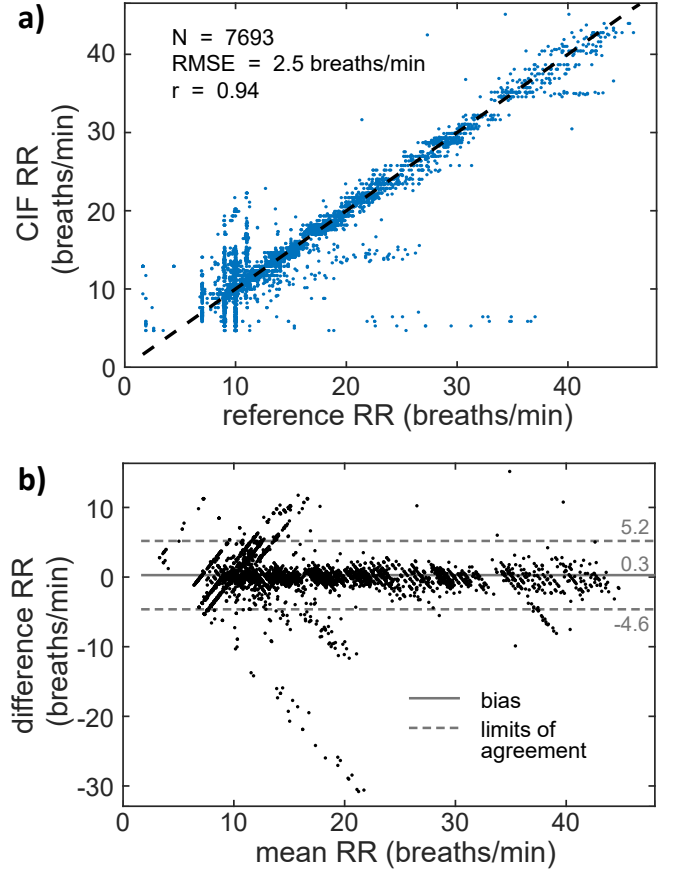 a)
N = 7693
RMSE = 2.5 breaths/min
r = 0.94
40
30
20
10
0
CIF RR
(breaths/min)
0 10 20 30 40
reference RR (breaths/min)
b)
10
0
-10
-20
-30
difference RR
(breaths/min)
5.2
0.3
-4.6
bias
limits of
agreement
0 10 20 30 40
mean RR (breaths/min)